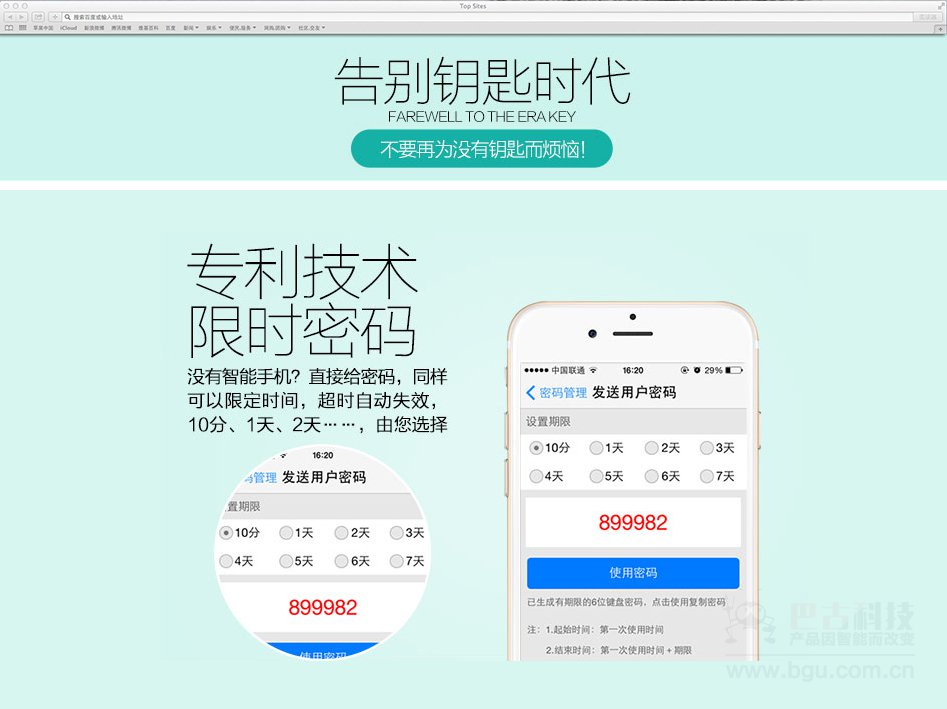 Top Sites
搜索百度或输入地址
苹果中国 iCloud 新浪微博 腾讯微博 维基百科 百度 新闻 娱乐 便民.服务 网购.团购 社区.交友
告别钥匙时代
FAREWELL TO THE ERA KEY
不要再为没有钥匙而烦恼!
专利技术
限时密码
没有智能手机?直接给密码,同样
可以限定时间,超时自动失效,
10分、1天、2天……,由您选择
16:20
码管理 发送用户密码
置期限
10分 1天 2天 3天
4天 5天 6天 7天
899982
使用密码
中国联通 16:20 29%
密码管理 发送用户密码
设置期限
10分 1天 2天 3天
4天 5天 6天 7天
899982
使用密码
已生成有期限的6位键盘密码,点击使用复制密码
注:1.起始时间:第一次使用时间
2.结束时间:第一次使用时间+期限
巴古科技
产品因智能而改变
www.bgu.com.cn